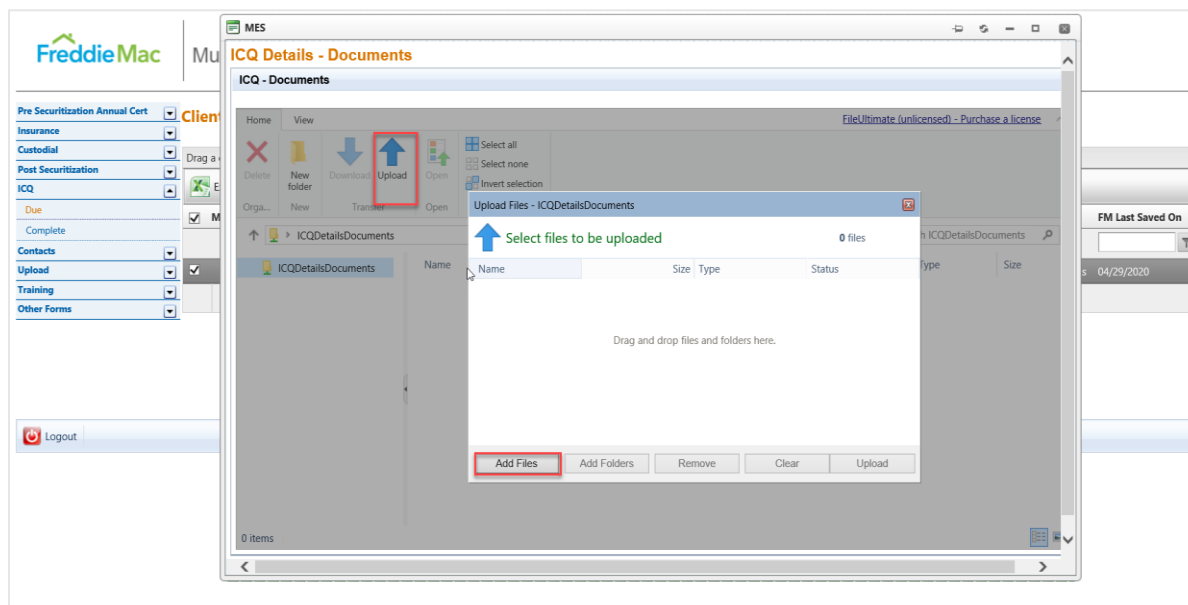 FreddieMac
Mu
Pre Securitization Annual Cert
Insurance
Custodial
Post Securitization
ICQ
Due
Complete
Contacts
Upload
Training
Other Forms
Logout
Client
Drag a
E
M
MES
ICQ Details - Documents
ICQ - Documents
Home View
FileUltimate (unlicensed) - Purchase a license
Delete
New folder
Download
Upload
Open
Select all
Select none
Invert selection
Orga... New Transfer Open
ICQDetailsDocuments
h ICQDetailsDocuments
ICQDetailsDocuments
Name Type Size
Upload Files - ICQDetailsDocuments
Select files to be uploaded 0 files
Name Size Type Status
Drag and drop files and folders here.
Add Files Add Folders Remove Clear Upload
0 items
FM Last Saved On
s 04/29/2020